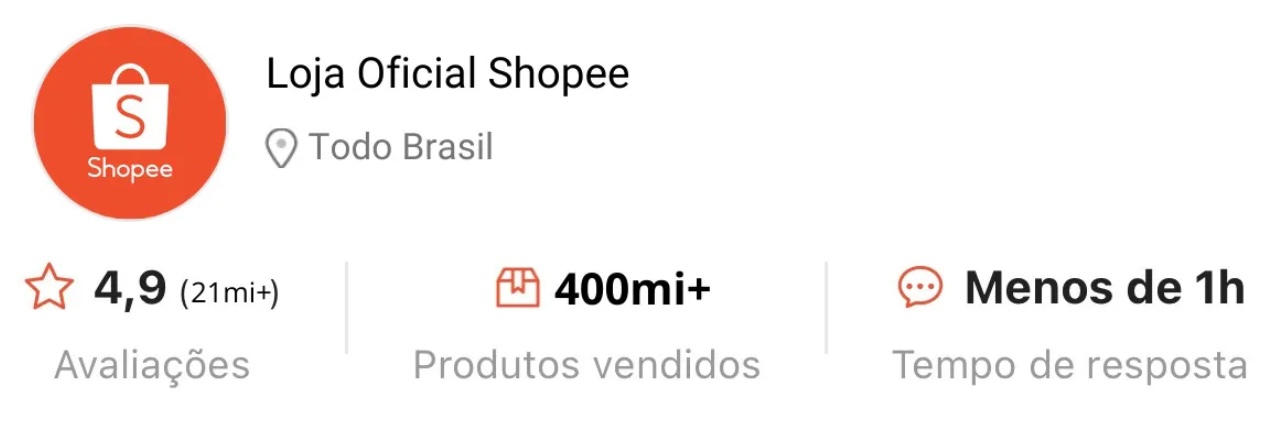 Shopee
Loja Oficial Shopee
Todo Brasil
4,9 (21mi+)
Avaliações
400mi+
Produtos vendidos
Menos de 1h
Tempo de resposta